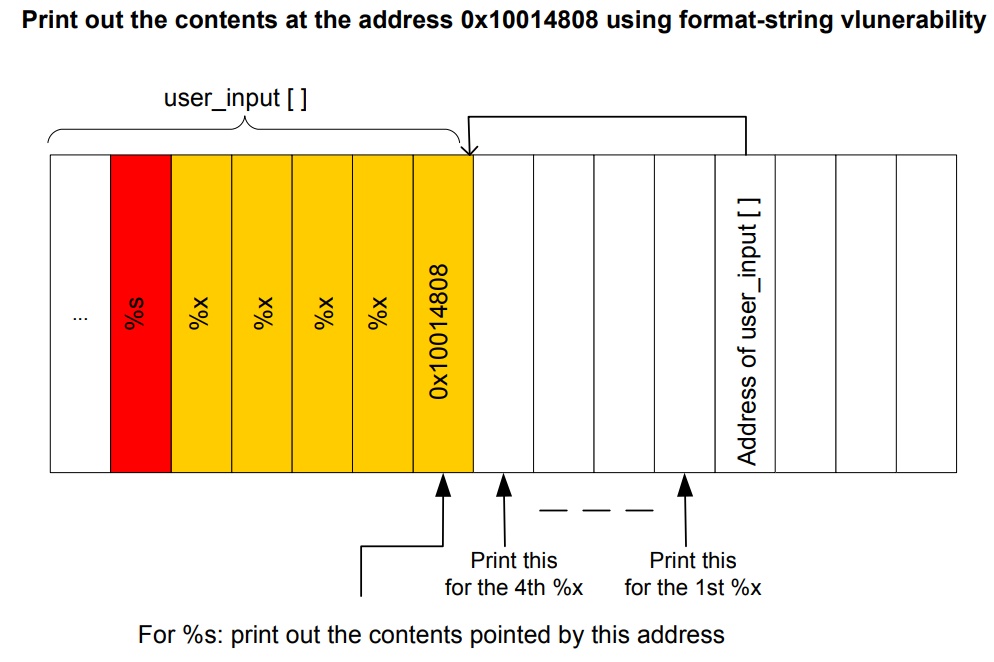 Print out the contents at the address 0x10014808 using format-string vlunerability
user_input [ ]
...
%s
%x
%x
%x
%x
0x10014808
Address of user_input [ ]
Print this
for the 4th %x
Print this
for the 1st %x
For %s: print out the contents pointed by this address